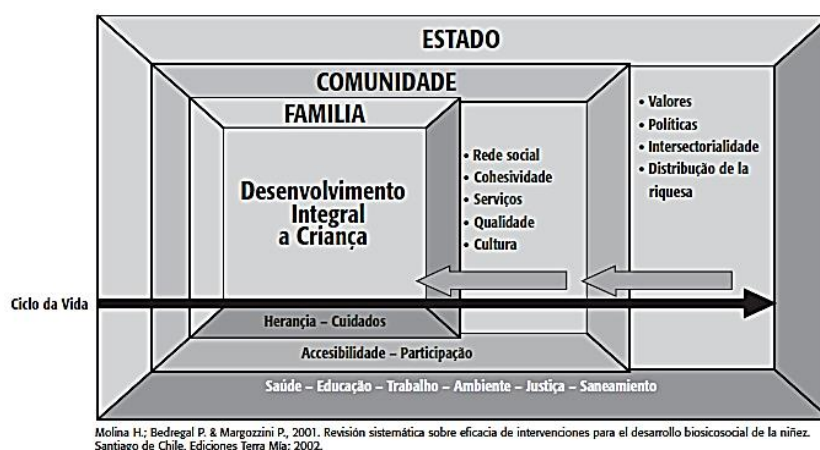 ESTADO
COMUNIDADE
FAMILIA
Desenvolvimento
Integral
a Criança
• Rede social
• Cohesividade
• Serviços
• Qualidade
• Cultura
• Valores
• Políticas
• Intersectorialidade
• Distribução de la
riquesa
Ciclo da Vida
Herançia – Cuidados
Accesibilidade – Participação
Saúde – Educação – Trabalho – Ambiente – Justiça – Saneamiento
Molina H.; Bedregal P. & Margozzini P., 2001. Revisión sistemática sobre eficacia de intervenciones para el desarrollo biosicosocial de la niñez.
Santiago de Chile, Ediciones Terra Mía; 2002.